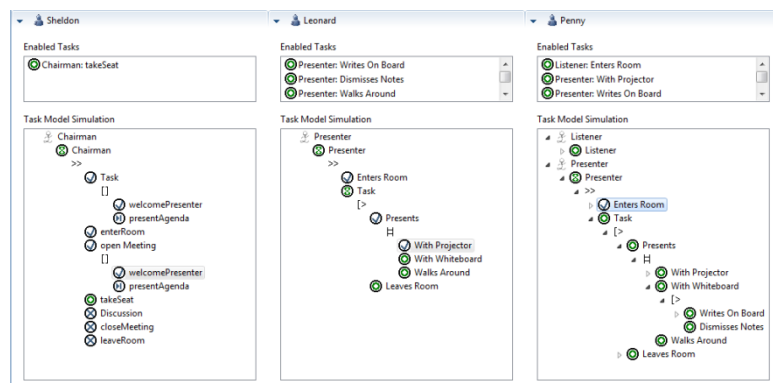 Sheldon
Enabled Tasks
Chairman: takeSeat
Task Model Simulation
Chairman
Chairman
>>
Task
[]
welcomePresenter
presentAgenda
enterRoom
open Meeting
[]
welcomePresenter
presentAgenda
takeSeat
Discussion
closeMeeting
leaveRoom
Leonard
Enabled Tasks
Presenter: Writes On Board
Presenter: Dismisses Notes
Presenter: Walks Around
Task Model Simulation
Presenter
Presenter
>>
Enters Room
Task
[>
Presents
With Projector
With Whiteboard
Walks Around
Leaves Room
Penny
Enabled Tasks
Listener: Enters Room
Presenter: With Projector
Presenter: Writes On Board
Task Model Simulation
Listener
Listener
Presenter
Presenter
>>
Enters Room
Task
[>
Presents
With Projector
With Whiteboard
[>
Writes On Board
Dismisses Notes
Walks Around
Leaves Room